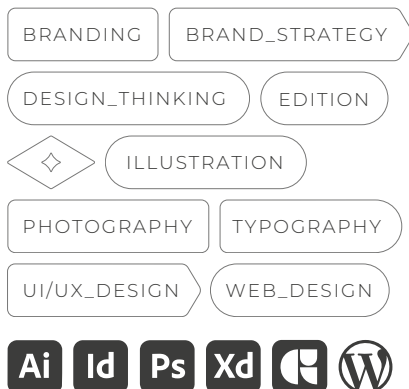 BRANDING BRAND_STRATEGY
DESIGN_THINKING EDITION
ILLUSTRATION
PHOTOGRAPHY TYPOGRAPHY
UI/UX_DESIGN WEB_DESIGN
Ai Id Ps Xd W